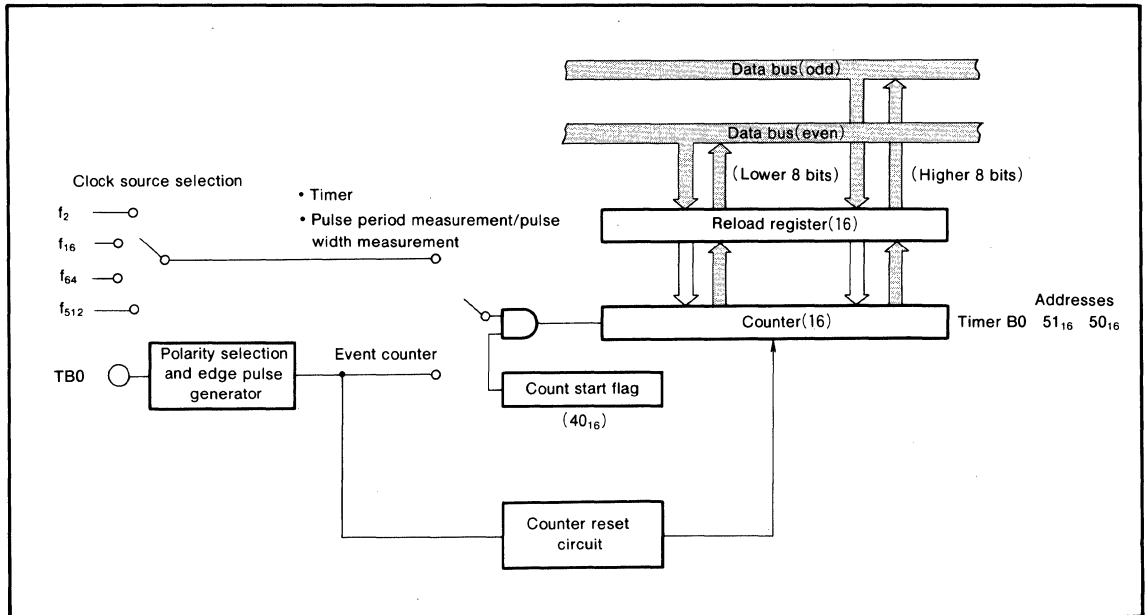 Data bus(odd)
Data bus(even)
(Lower 8 bits)
(Higher 8 bits)
Clock source selection
f₂
f₁₆
f₆₄
f₅₁₂
• Timer
• Pulse period measurement/pulse
width measurement
Reload register(16)
Counter(16)
Addresses
Timer B0 51₁₆ 50₁₆
TB0
Polarity selection
and edge pulse
generator
Event counter
Count start flag
(40₁₆)
Counter reset
circuit